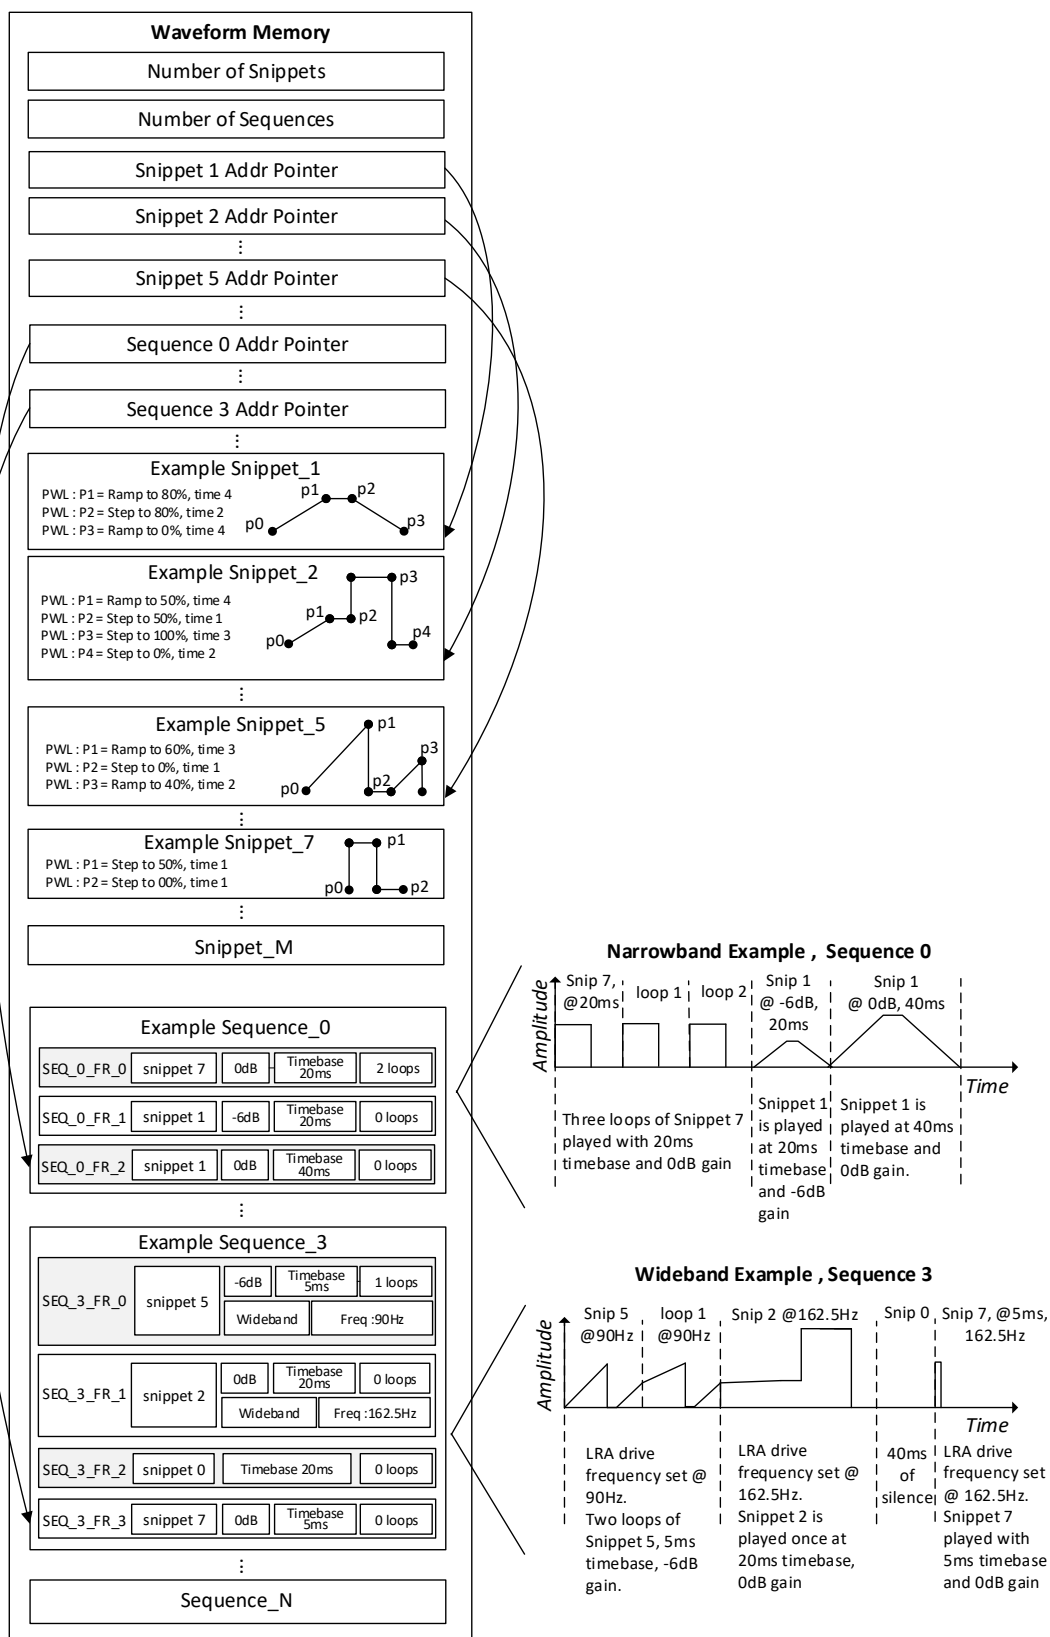 Waveform Memory
Number of Snippets
Number of Sequences
Snippet 1 Addr Pointer
Snippet 2 Addr Pointer
...
Snippet 5 Addr Pointer
...
Sequence 0 Addr Pointer
...
Sequence 3 Addr Pointer
...
Example Snippet_1
PWL : P1 = Ramp to 80%, time 4
PWL : P2 = Step to 80%, time 2
PWL : P3 = Ramp to 0%, time 4
p0
p1
p2
p3
Example Snippet_2
PWL : P1 = Ramp to 50%, time 4
PWL : P2 = Step to 50%, time 1
PWL : P3 = Step to 100%, time 3
PWL : P4 = Step to 0%, time 2
p0
p1
p2
p3
p4
...
Example Snippet_5
PWL : P1 = Ramp to 60%, time 3
PWL : P2 = Step to 0%, time 1
PWL : P3 = Ramp to 40%, time 2
p0
p1
p2
p3
...
Example Snippet_7
PWL : P1 = Step to 50%, time 1
PWL : P2 = Step to 00%, time 1
p0
p1
p2
...
Snippet_M
Example Sequence_0
SEQ_0_FR_0 snippet 7 0dB Timebase 20ms 2 loops
SEQ_0_FR_1 snippet 1 -6dB Timebase 20ms 0 loops
SEQ_0_FR_2 snippet 1 0dB Timebase 40ms 0 loops
...
Example Sequence_3
SEQ_3_FR_0 snippet 5 -6dB Timebase 5ms 1 loops
Wideband Freq :90Hz
SEQ_3_FR_1 snippet 2 0dB Timebase 20ms 0 loops
Wideband Freq :162.5Hz
SEQ_3_FR_2 snippet 0 Timebase 20ms 0 loops
SEQ_3_FR_3 snippet 7 0dB Timebase 5ms 0 loops
...
Sequence_N
Narrowband Example , Sequence 0
Amplitude
Snip 7,
@20ms
loop 1
loop 2
Snip 1
@ -6dB,
20ms
Snip 1
@ 0dB, 40ms
Time
Three loops of Snippet 7
played with 20ms
timebase and 0dB gain
Snippet 1
is played
at 20ms
timebase
and -6dB
gain
Snippet 1 is
played at 40ms
timebase and
0dB gain.
Wideband Example , Sequence 3
Amplitude
Snip 5
@90Hz
loop 1
@90Hz
Snip 2 @162.5Hz
Snip 0
Snip 7, @5ms,
162.5Hz
Time
LRA drive
frequency set @
90Hz.
Two loops of
Snippet 5, 5ms
timebase, -6dB
gain.
LRA drive
frequency set @
162.5Hz.
Snippet 2 is
played once at
20ms timebase,
0dB gain
40ms
of
silence
LRA drive
frequency set
@ 162.5Hz.
Snippet 7
played with
5ms timebase
and 0dB gain